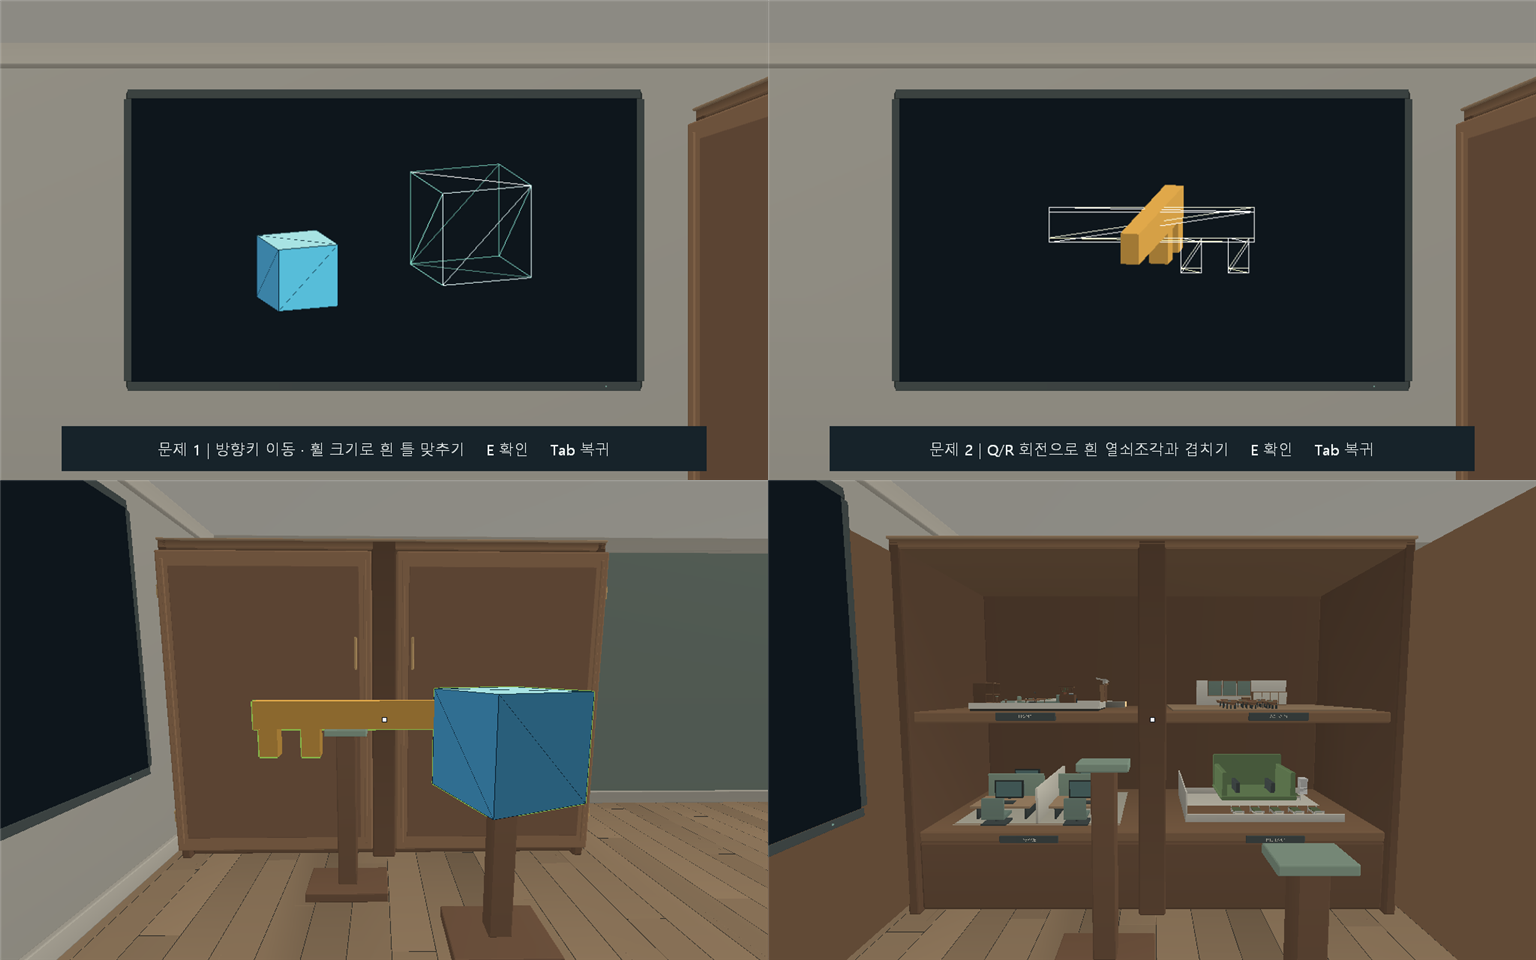 문제 1 | 방향키 이동 · 휠 크기로 흰 틀 맞추기 E 확인 Tab 복귀
문제 2 | Q/R 회전으로 흰 열쇠조각과 겹치기 E 확인 Tab 복귀